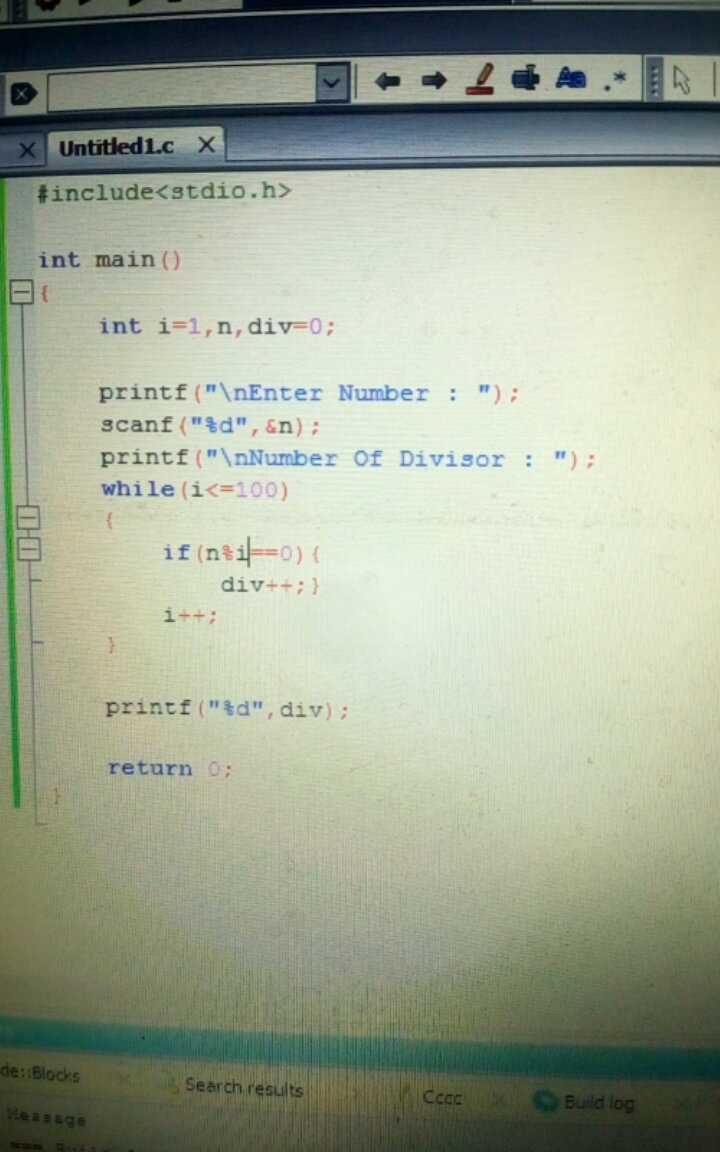 Aa .*
Untitled1.c
#include<stdio.h>
int main()
{
int i=1,n,div=0;
printf("\nEnter Number : ");
scanf("%d",&n);
printf("\nNumber Of Divisor : ");
while(i<=100)
{
if(n%i==0){
div++;}
i++;
}
printf("%d",div);
return 0;
}
de::Blocks Search results Cccc Build log
Message